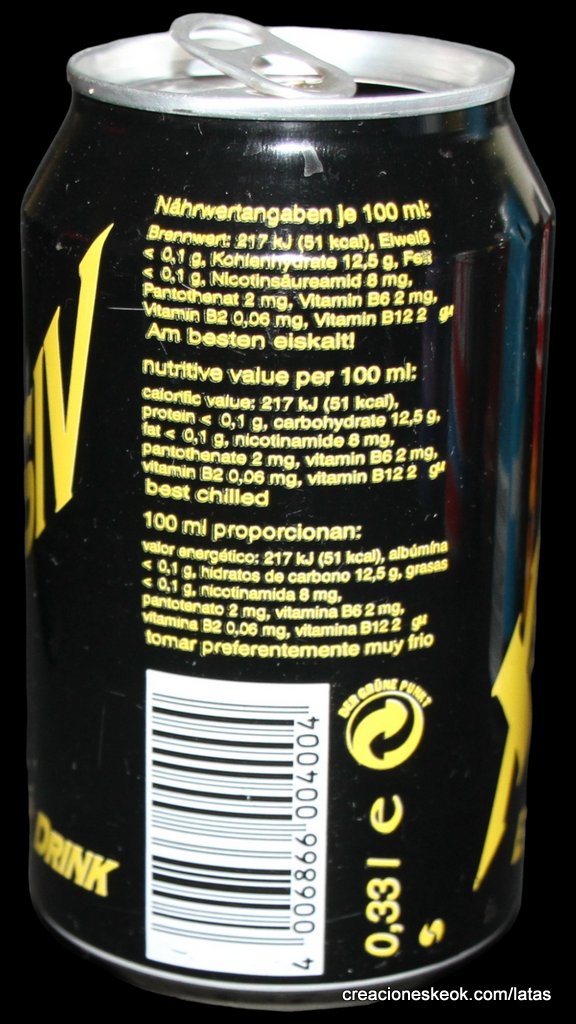 Nährwertangaben je 100 ml:
Brennwert: 217 kJ (51 kcal), Eiweiß
< 0,1 g, Kohlenhydrate 12,5 g, Fett
< 0,1 g, Nicotinsäureamid 8 mg,
Pantothenat 2 mg, Vitamin B6 2 mg,
Vitamin B2 0,06 mg, Vitamin B12 2
Am besten eiskalt!
nutritive value per 100 ml:
calorific value: 217 kJ (51 kcal),
protein < 0,1 g, carbohydrate 12,5 g,
fat < 0,1 g, nicotinamide 8 mg,
pantothenate 2 mg, vitamin B6 2 mg,
vitamin B2 0,06 mg, vitamin B12 2
best chilled
100 ml proporcionan:
valor energético: 217 kJ (51 kcal), albúmina
< 0,1 g, hidratos de carbono 12,5 g, grasas
< 0,1 g, nicotinamida 8 mg,
pantotenato 2 mg, vitamina B6 2 mg,
vitamina B2 0,06 mg, vitamina B12 2
tomar preferentemente muy frio
DER GRÜNE PUNKT
4 006866 004004
0,33 l e
S
DRINK
creacioneskeok.com/latas